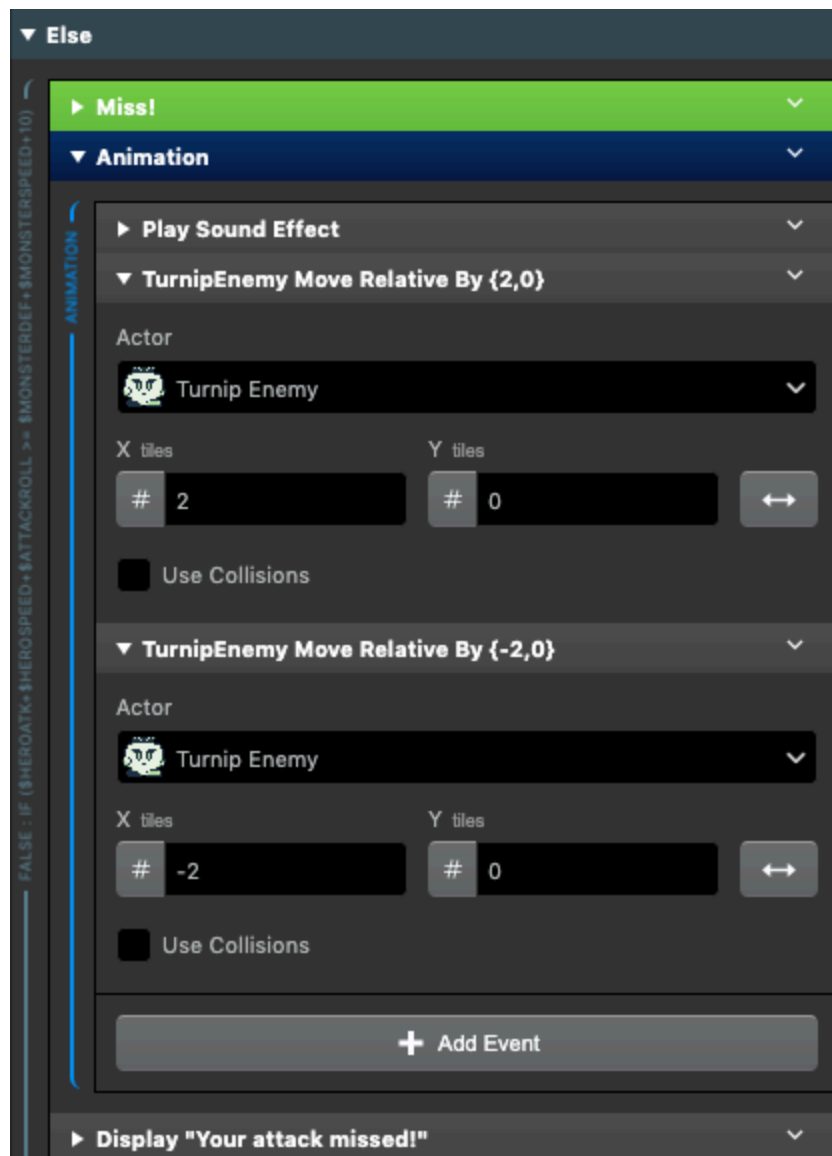 Else
FALSE : IF ($HEROATK+$HEROSPEED+$ATTACKROLL >= $MONSTERDEF+$MONSTERSPEED+10)
Miss!
Animation
ANIMATION
Play Sound Effect
TurnipEnemy Move Relative By {2,0}
Actor
Turnip Enemy
X tiles Y tiles
# 2 # 0
Use Collisions
TurnipEnemy Move Relative By {-2,0}
Actor
Turnip Enemy
X tiles Y tiles
# -2 # 0
Use Collisions
+ Add Event
Display "Your attack missed!"